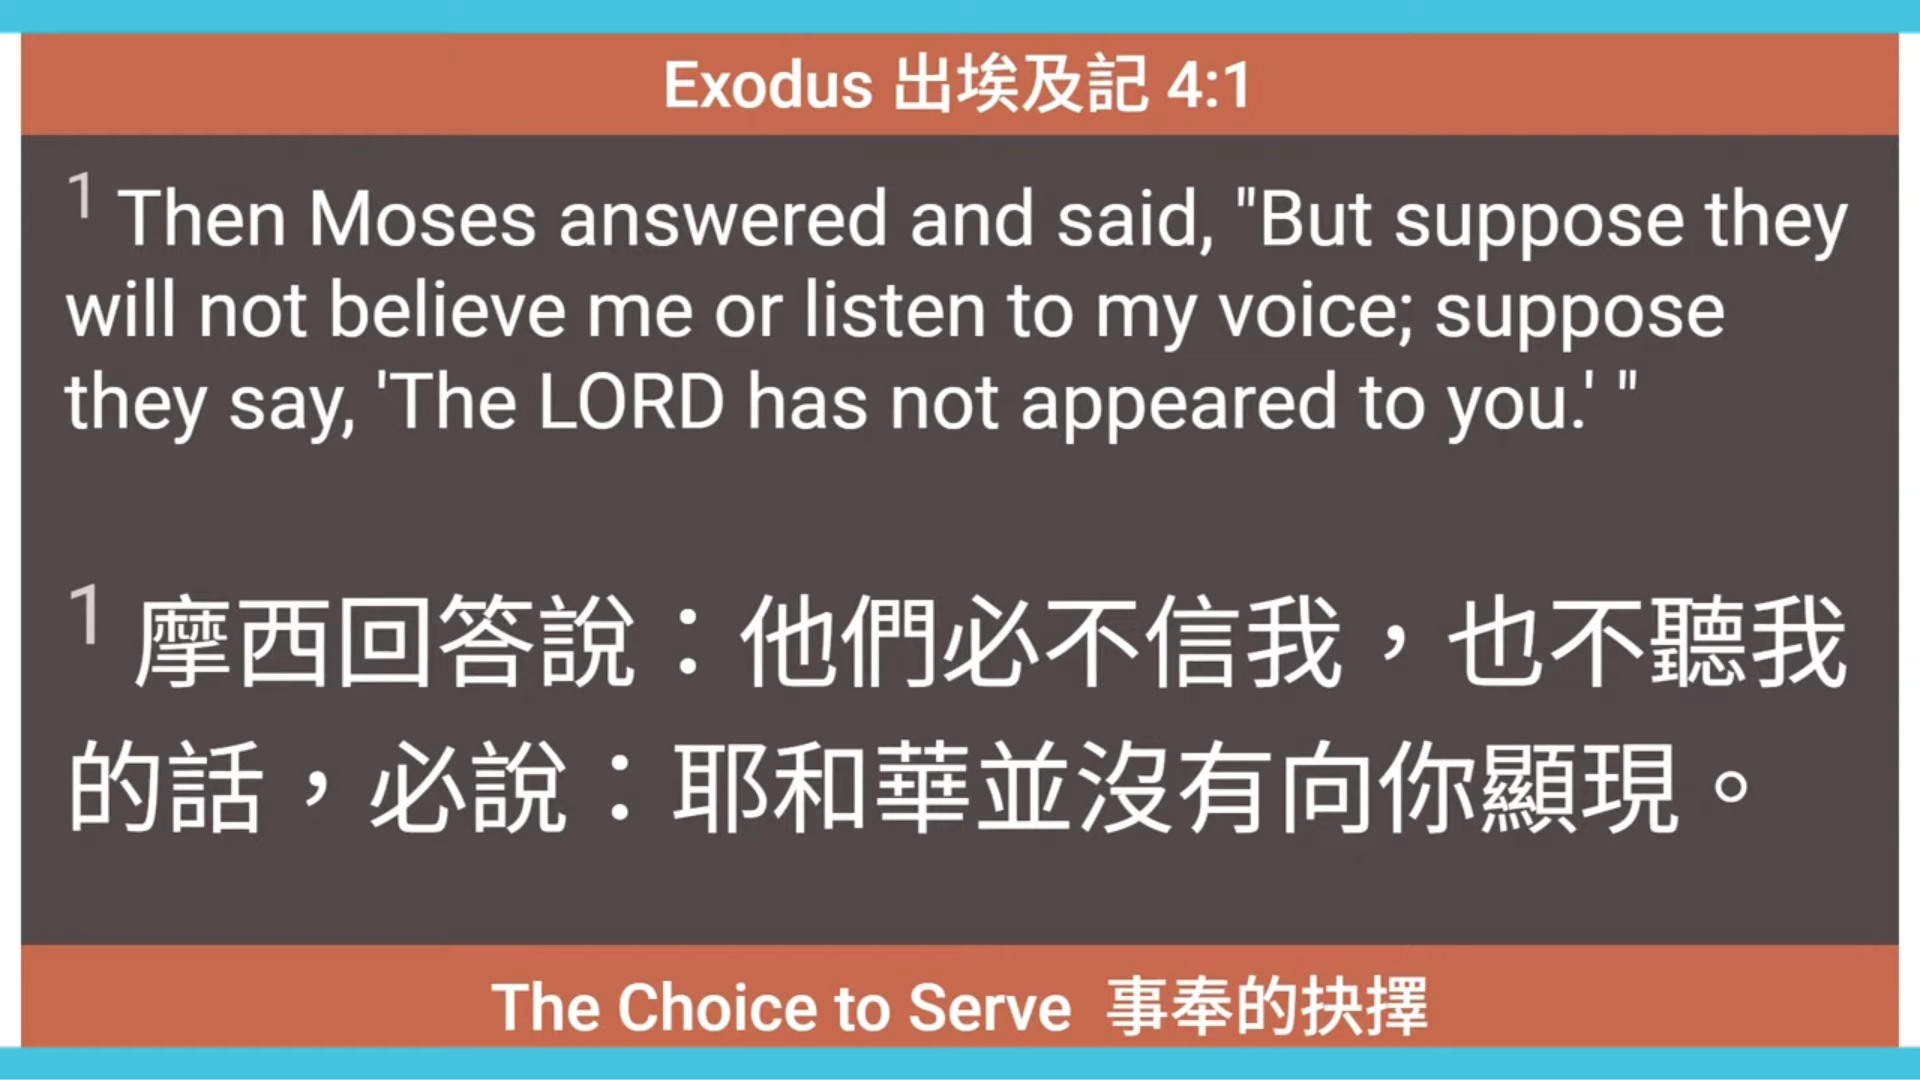 Exodus 出埃及記 4:1
1 Then Moses answered and said, "But suppose they
will not believe me or listen to my voice; suppose
they say, 'The LORD has not appeared to you.' "
1 摩西回答說：他們必不信我，也不聽我
的話，必說：耶和華並沒有向你顯現。
The Choice to Serve 事奉的抉擇